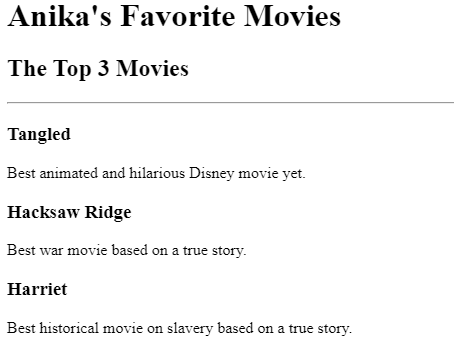 Anika's Favorite Movies
The Top 3 Movies
Tangled
Best animated and hilarious Disney movie yet.
Hacksaw Ridge
Best war movie based on a true story.
Harriet
Best historical movie on slavery based on a true story.